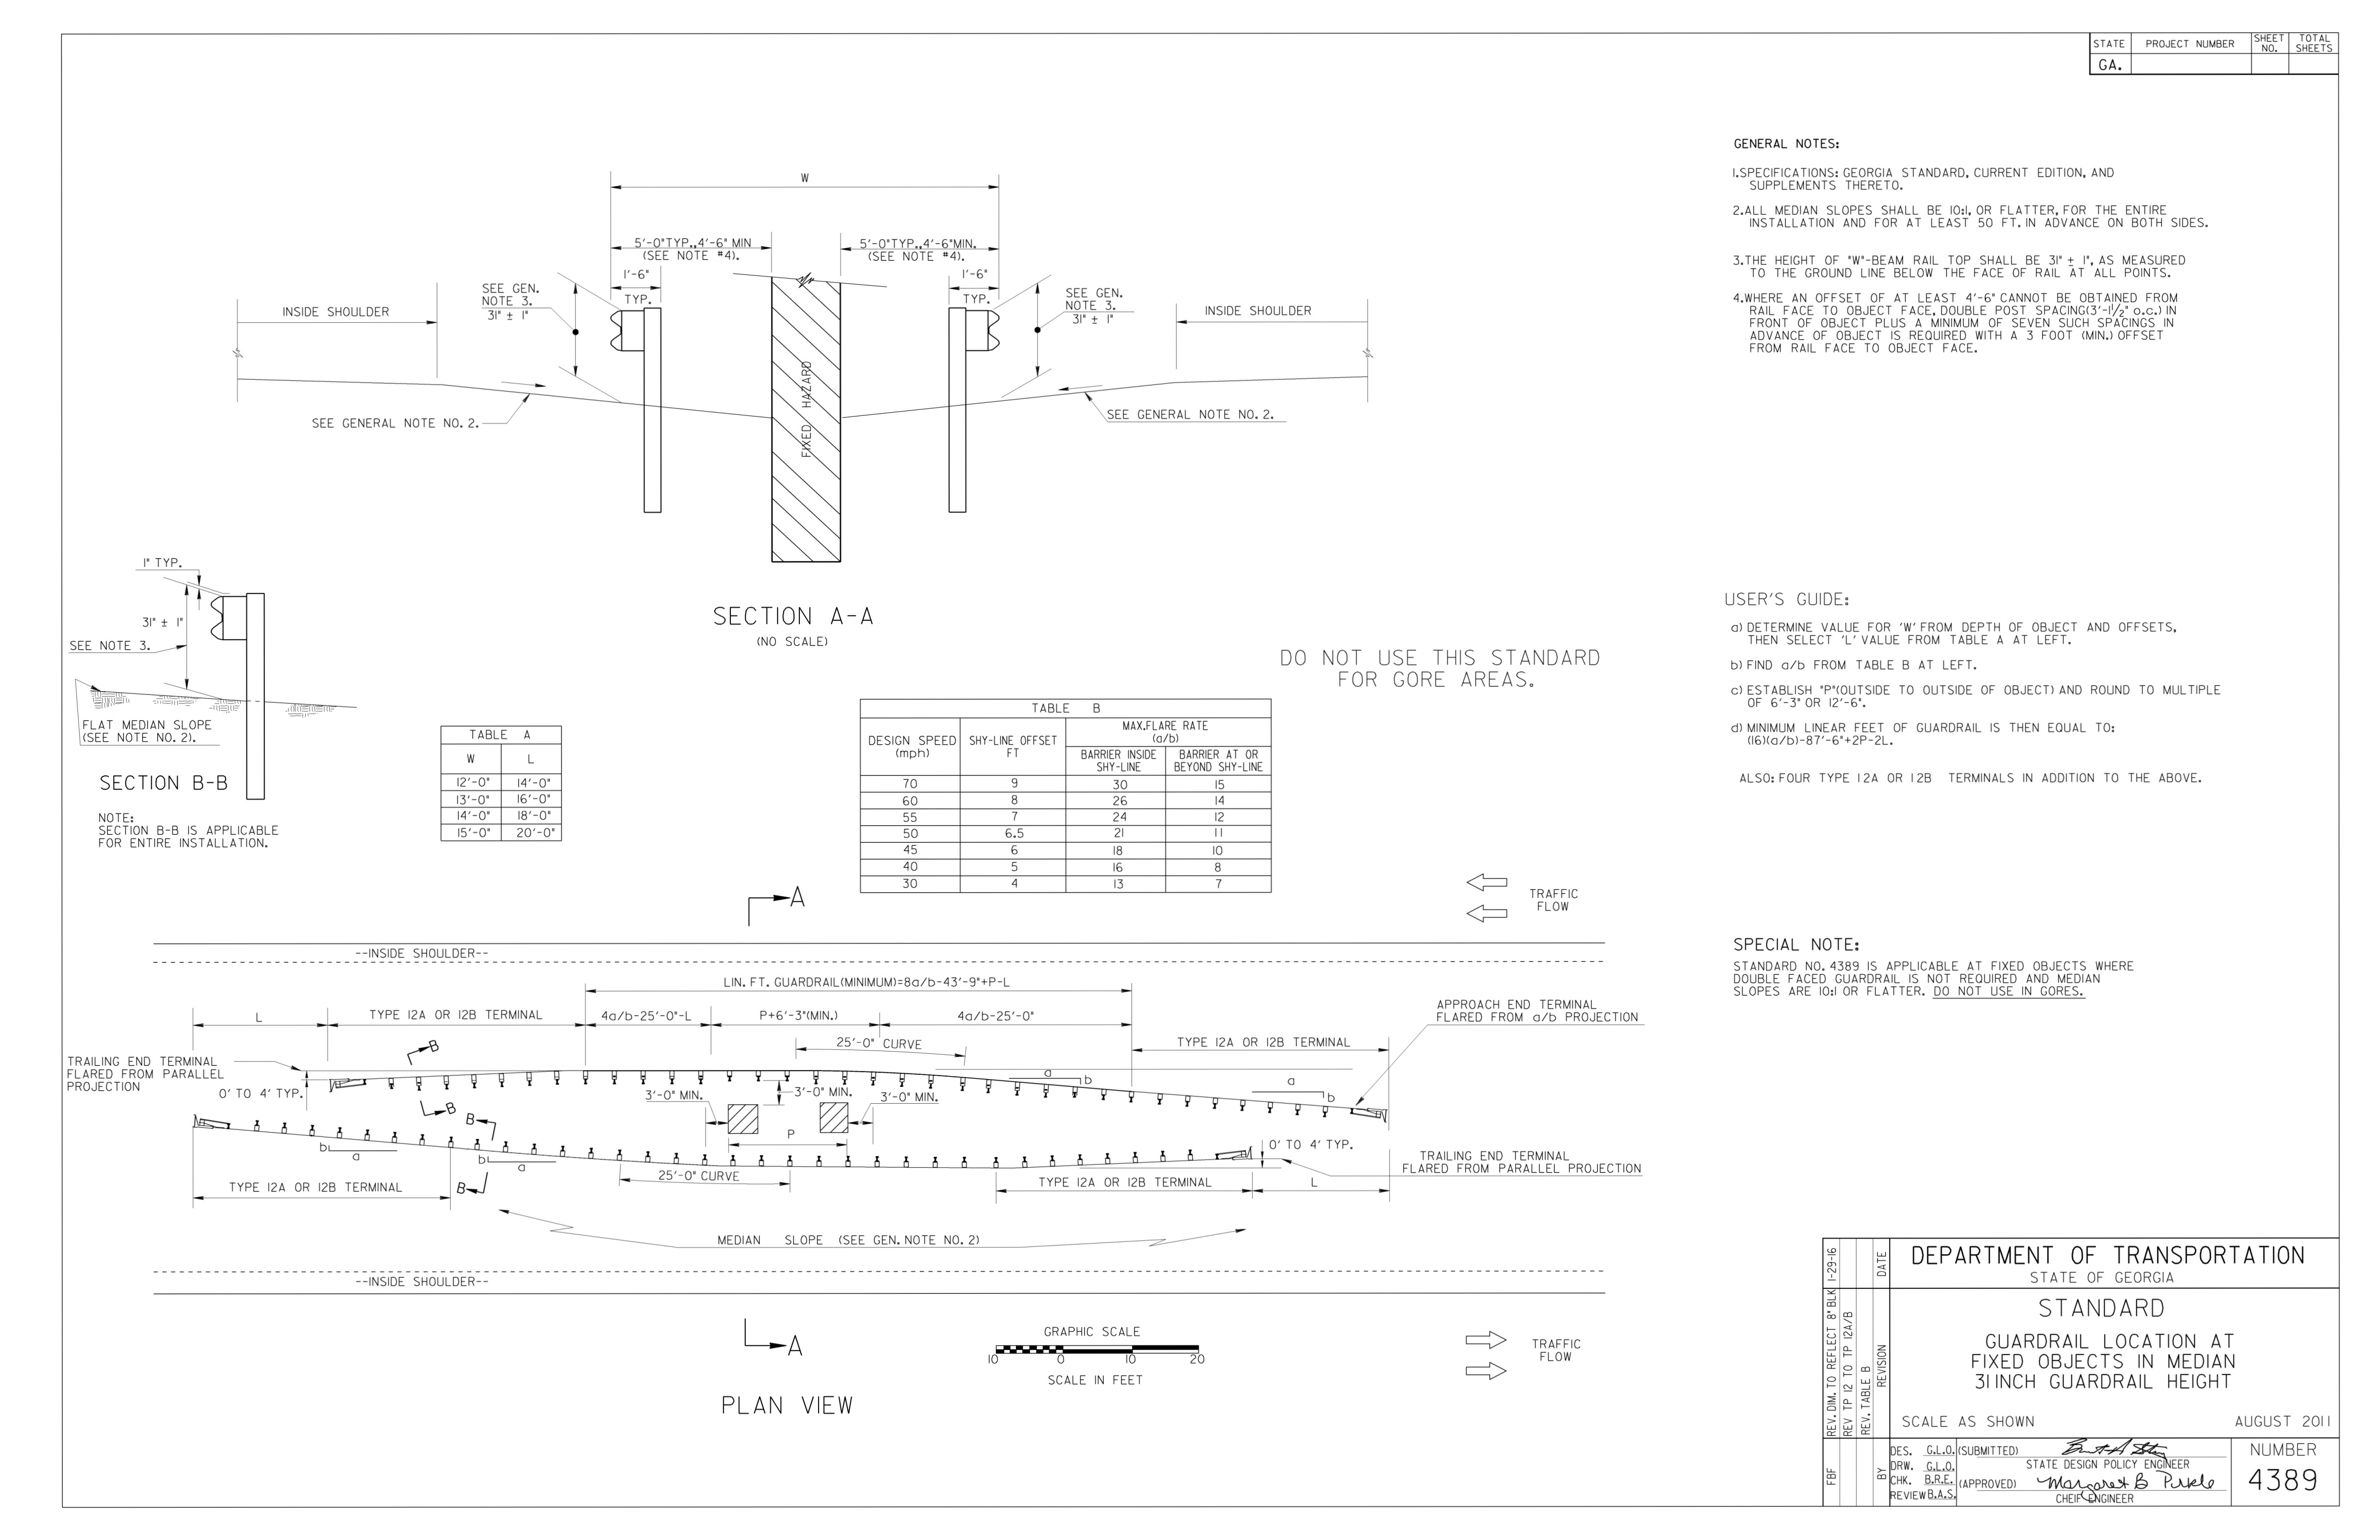 STATE PROJECT NUMBER SHEET NO. TOTAL SHEETS
GA.
GENERAL NOTES:
1.SPECIFICATIONS: GEORGIA STANDARD, CURRENT EDITION, AND
SUPPLEMENTS THERETO.
2.ALL MEDIAN SLOPES SHALL BE 10:1, OR FLATTER, FOR THE ENTIRE
INSTALLATION AND FOR AT LEAST 50 FT. IN ADVANCE ON BOTH SIDES.
3.THE HEIGHT OF "W"-BEAM RAIL TOP SHALL BE 31" ± 1", AS MEASURED
TO THE GROUND LINE BELOW THE FACE OF RAIL AT ALL POINTS.
4.WHERE AN OFFSET OF AT LEAST 4'-6" CANNOT BE OBTAINED FROM
RAIL FACE TO OBJECT FACE, DOUBLE POST SPACING(3'-1½" o.c.) IN
FRONT OF OBJECT PLUS A MINIMUM OF SEVEN SUCH SPACINGS IN
ADVANCE OF OBJECT IS REQUIRED WITH A 3 FOOT (MIN.) OFFSET
FROM RAIL FACE TO OBJECT FACE.
W
5'-0"TYP.,4'-6" MIN
(SEE NOTE #4).
5'-0"TYP.,4'-6"MIN.
(SEE NOTE #4).
1'-6"
TYP.
1'-6"
TYP.
SEE GEN.
NOTE 3.
31" ± 1"
SEE GEN.
NOTE 3.
31" ± 1"
INSIDE SHOULDER
INSIDE SHOULDER
FIXED HAZARD
SEE GENERAL NOTE NO. 2.
SEE GENERAL NOTE NO. 2.
SECTION A-A
(NO SCALE)
1" TYP.
31" ± 1"
SEE NOTE 3.
FLAT MEDIAN SLOPE
(SEE NOTE NO. 2).
SECTION B-B
NOTE:
SECTION B-B IS APPLICABLE
FOR ENTIRE INSTALLATION.
DO NOT USE THIS STANDARD
FOR GORE AREAS.
TABLE A
W L
12'-0" 14'-0"
13'-0" 16'-0"
14'-0" 18'-0"
15'-0" 20'-0"
TABLE B
DESIGN SPEED
(mph)
SHY-LINE OFFSET
FT
MAX.FLARE RATE
(a/b)
BARRIER INSIDE
SHY-LINE
BARRIER AT OR
BEYOND SHY-LINE
70 9 30 15
60 8 26 14
55 7 24 12
50 6.5 21 11
45 6 18 10
40 5 16 8
30 4 13 7
USER'S GUIDE:
a) DETERMINE VALUE FOR 'W' FROM DEPTH OF OBJECT AND OFFSETS,
THEN SELECT 'L' VALUE FROM TABLE A AT LEFT.
b) FIND a/b FROM TABLE B AT LEFT.
c) ESTABLISH "P"(OUTSIDE TO OUTSIDE OF OBJECT) AND ROUND TO MULTIPLE
OF 6'-3" OR 12'-6".
d) MINIMUM LINEAR FEET OF GUARDRAIL IS THEN EQUAL TO:
(16)(a/b)-87'-6"+2P-2L.
ALSO: FOUR TYPE 12A OR 12B TERMINALS IN ADDITION TO THE ABOVE.
SPECIAL NOTE:
STANDARD NO. 4389 IS APPLICABLE AT FIXED OBJECTS WHERE
DOUBLE FACED GUARDRAIL IS NOT REQUIRED AND MEDIAN
SLOPES ARE 10:1 OR FLATTER. DO NOT USE IN GORES.
A
TRAFFIC
FLOW
--INSIDE SHOULDER--
LIN. FT. GUARDRAIL(MINIMUM)=8a/b-43'-9"+P-L
L
TYPE 12A OR 12B TERMINAL
4a/b-25'-0"-L
P+6'-3"(MIN.)
4a/b-25'-0"
APPROACH END TERMINAL
FLARED FROM a/b PROJECTION
25'-0" CURVE
TYPE 12A OR 12B TERMINAL
TRAILING END TERMINAL
FLARED FROM PARALLEL
PROJECTION
B
a
b
a
b
0' TO 4' TYP.
3'-0" MIN.
3'-0" MIN.
3'-0" MIN.
B
B
P
b
a
b
a
0' TO 4' TYP.
TRAILING END TERMINAL
FLARED FROM PARALLEL PROJECTION
25'-0" CURVE
TYPE 12A OR 12B TERMINAL
B
TYPE 12A OR 12B TERMINAL
L
MEDIAN SLOPE (SEE GEN. NOTE NO. 2)
--INSIDE SHOULDER--
A
GRAPHIC SCALE
10 0 10 20
SCALE IN FEET
TRAFFIC
FLOW
PLAN VIEW
DEPARTMENT OF TRANSPORTATION
STATE OF GEORGIA
STANDARD
GUARDRAIL LOCATION AT
FIXED OBJECTS IN MEDIAN
31 INCH GUARDRAIL HEIGHT
SCALE AS SHOWN AUGUST 2011
DES. G.L.O. (SUBMITTED)
STATE DESIGN POLICY ENGINEER
DRW. G.L.O.
CHK. B.R.E. (APPROVED) Margaret B Pirkle
REVIEW B.A.S.
CHEIF ENGINEER
NUMBER
4389
REV. DIM. TO REFLECT 8" BLK 1-29-16
REV TP 12 TO TP 12A/B
REV. TABLE B
REVISION
DATE
FBF
BY